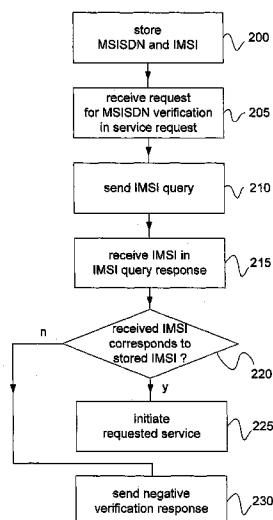 store
MSISDN and IMSI
200
receive request
for MSISDN verification
in service request
205
send IMSI query
210
receive IMSI in
IMSI query response
215
n
received IMSI
corresponds to
stored IMSI ?
220
y
initiate
requested service
225
send negative
verification response
230